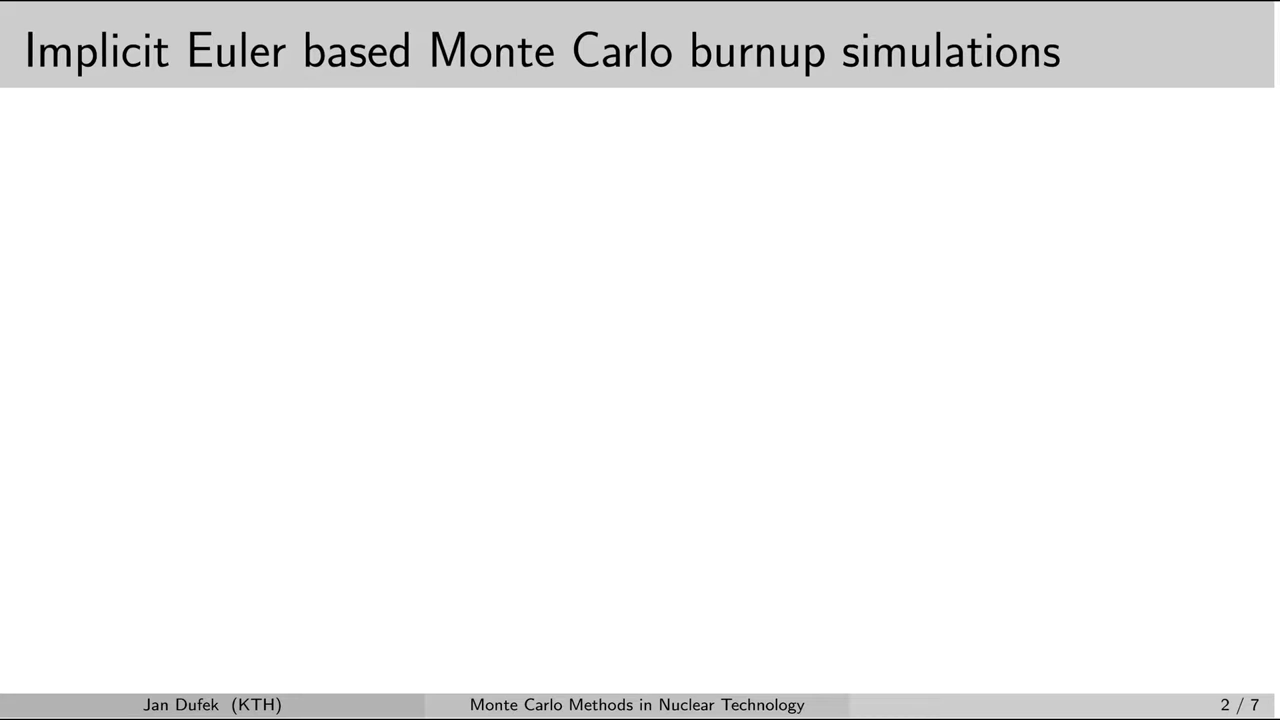 Implicit Euler based Monte Carlo burnup simulations
Jan Dufek (KTH)
Monte Carlo Methods in Nuclear Technology
2 / 7